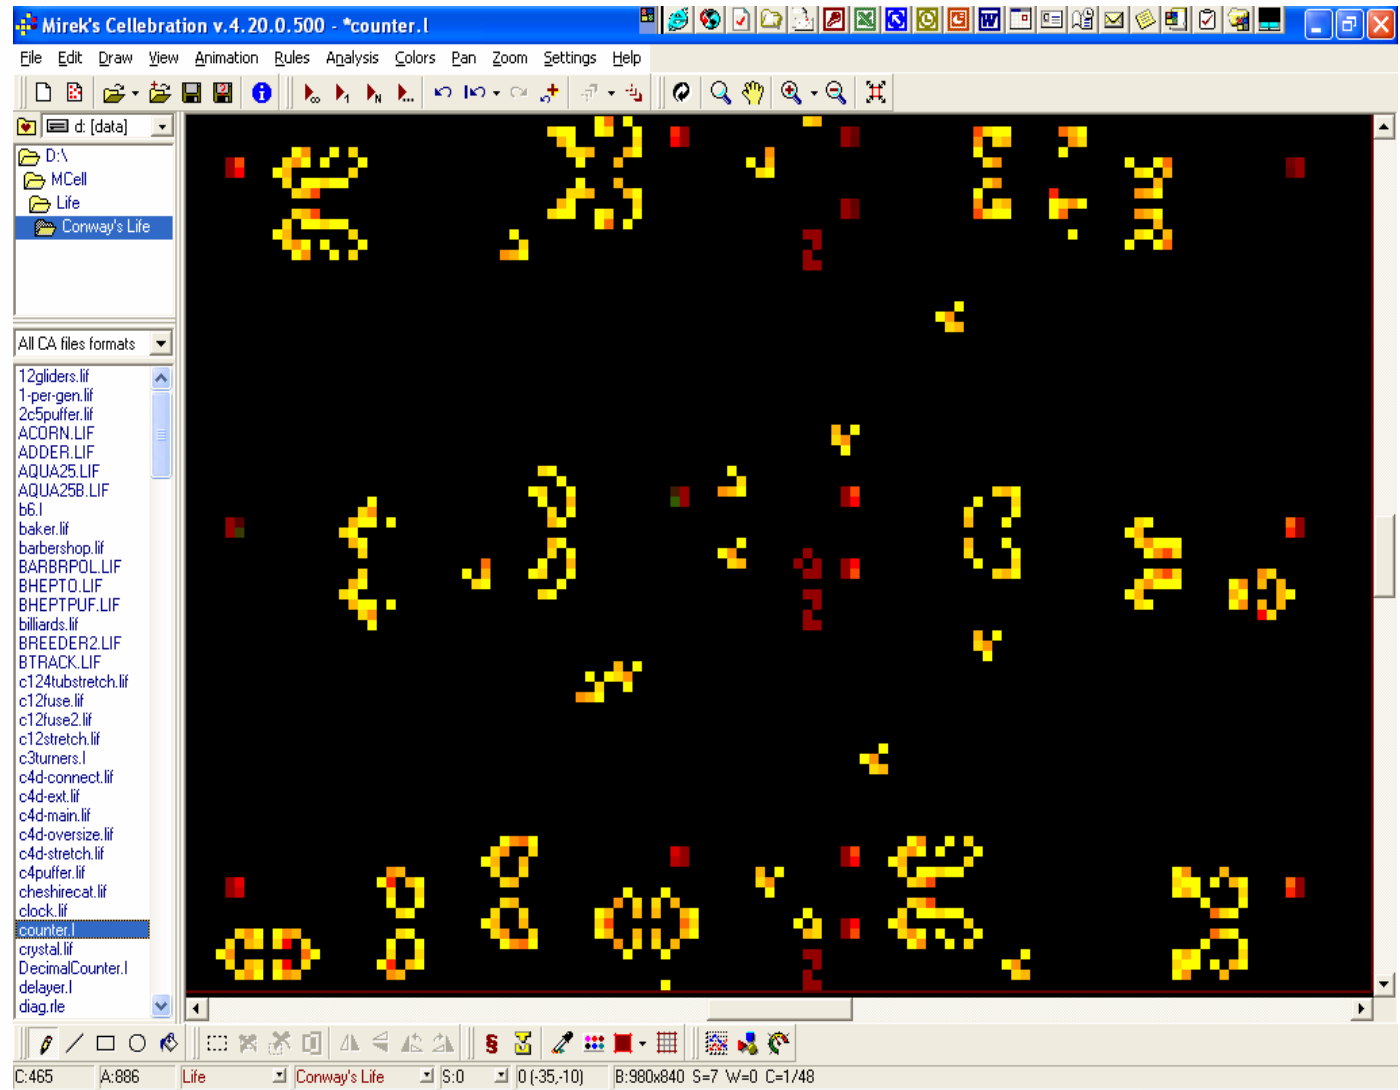 Mirek's Cellebration v.4.20.0.500 - *counter.l
File Edit Draw View Animation Rules Analysis Colors Pan Zoom Settings Help
d: [data]
D:\
MCell
Life
Conway's Life
All CA files formats
12gliders.lif
1-per-gen.lif
2c5puffer.lif
ACORN.LIF
ADDER.LIF
AQUA25.LIF
AQUA25B.LIF
b6.l
baker.lif
barbershop.lif
BARBRPOL.LIF
BHEPTO.LIF
BHEPTPUF.LIF
billiards.lif
BREEDER2.LIF
BTRACK.LIF
c124tubstretch.lif
c12fuse.lif
c12fuse2.lif
c12stretch.lif
c3turners.l
c4d-connect.lif
c4d-ext.lif
c4d-main.lif
c4d-oversize.lif
c4d-stretch.lif
c4puffer.lif
cheshirecat.lif
clock.lif
counter.l
crystal.lif
DecimalCounter.l
delayer.l
diag.rle
C:465 A:886 Life Conway's Life S:0 0 (-35,-10) B:980x840 S=7 W=0 C=1/48